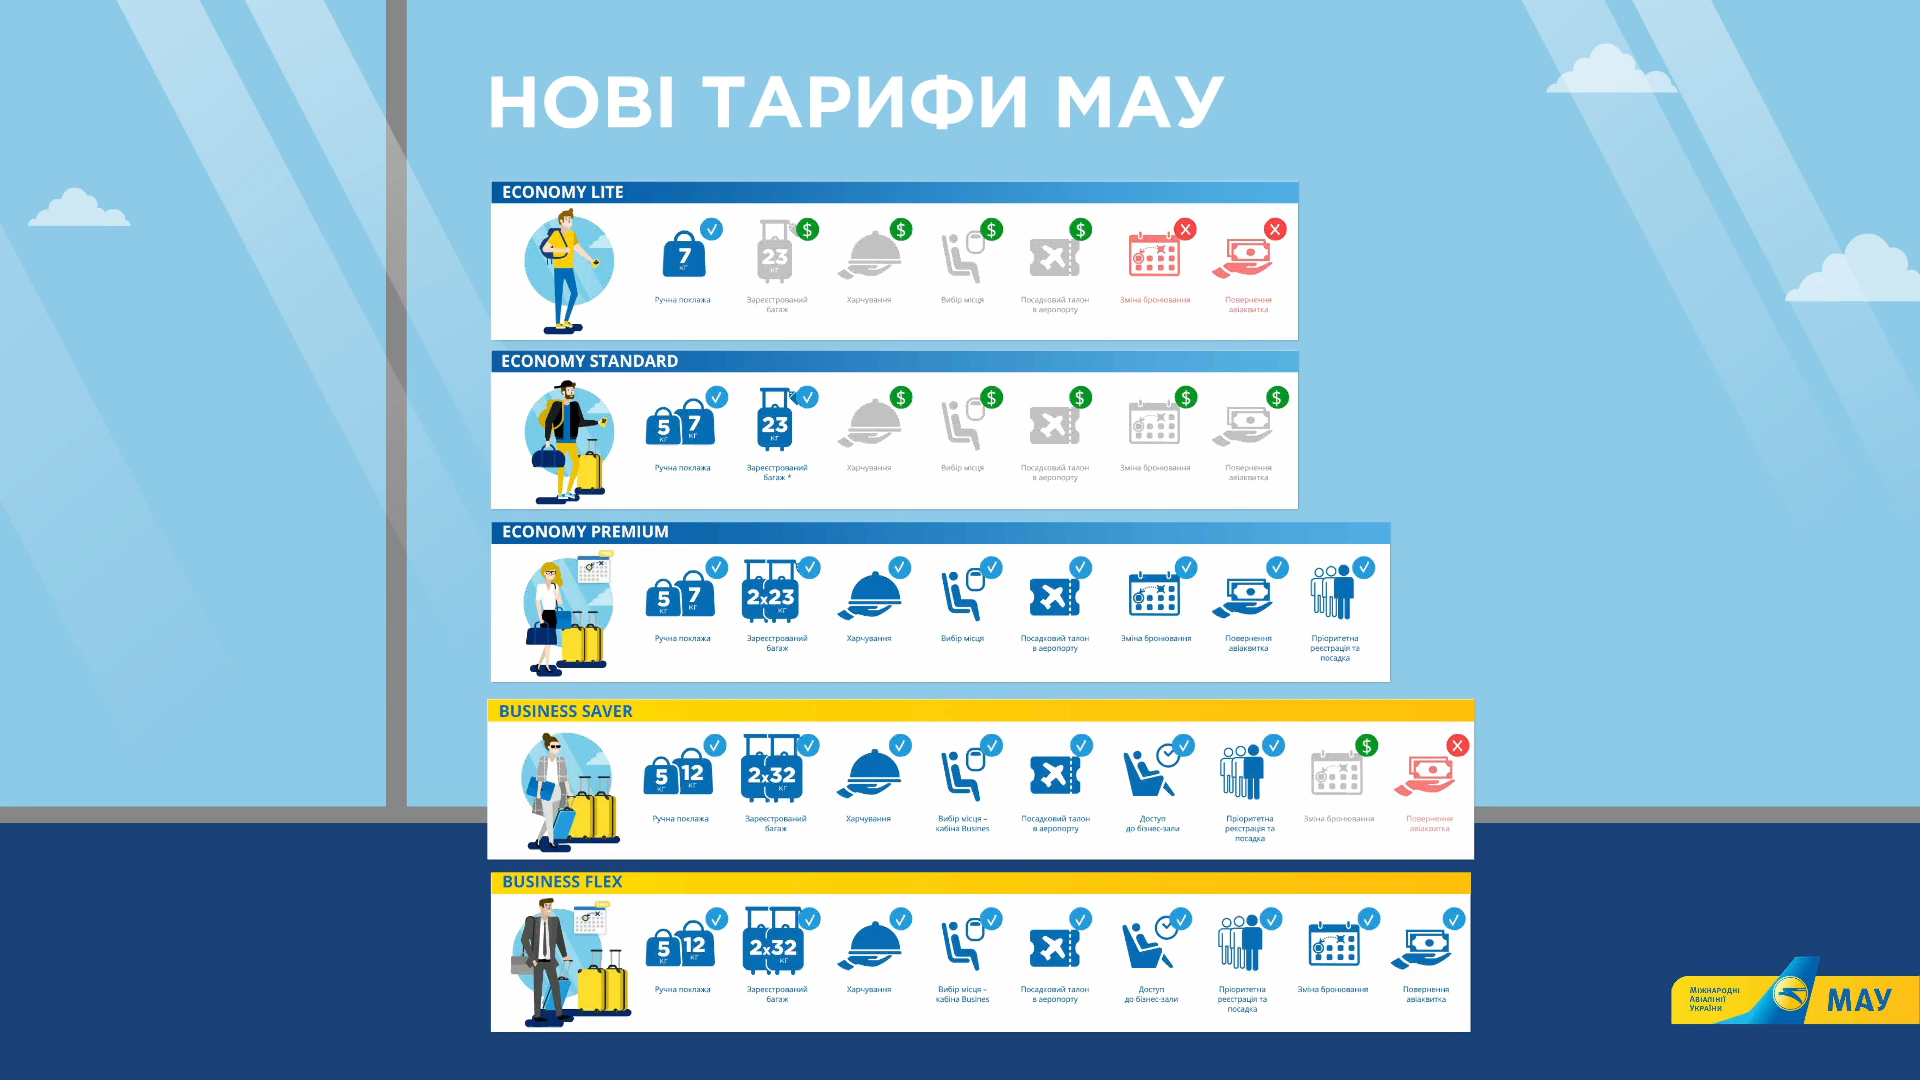 НОВІ ТАРИФИ МАУ
ECONOMY LITE
7
КГ
23
КГ
$
$
$
$
Ручна поклажа
Зареєстрований
багаж
Харчування
Вибір місця
Посадковий талон
в аеропорту
Зміна бронювання
Повернення
авіаквитка
ECONOMY STANDARD
5
КГ
7
КГ
23
КГ
$
$
$
$
$
Ручна поклажа
Зареєстрований
багаж *
Харчування
Вибір місця
Посадковий талон
в аеропорту
Зміна бронювання
Повернення
авіаквитка
ECONOMY PREMIUM
5
КГ
7
КГ
2x23
КГ
Ручна поклажа
Зареєстрований
багаж
Харчування
Вибір місця
Посадковий талон
в аеропорту
Зміна бронювання
Повернення
авіаквитка
Пріоритетна
реєстрація та
посадка
BUSINESS SAVER
5
КГ
12
КГ
2x32
КГ
$
Ручна поклажа
Зареєстрований
багаж
Харчування
Вибір місця –
кабіна Busines
Посадковий талон
в аеропорту
Доступ
до бізнес-зали
Пріоритетна
реєстрація та
посадка
Зміна бронювання
Повернення
авіаквитка
BUSINESS FLEX
5
КГ
12
КГ
2x32
КГ
Ручна поклажа
Зареєстрований
багаж
Харчування
Вибір місця –
кабіна Busines
Посадковий талон
в аеропорту
Доступ
до бізнес-зали
Пріоритетна
реєстрація та
посадка
Зміна бронювання
Повернення
авіаквитка
МІЖНАРОДНІ
АВІАЛІНІЇ
УКРАЇНИ
МАУ